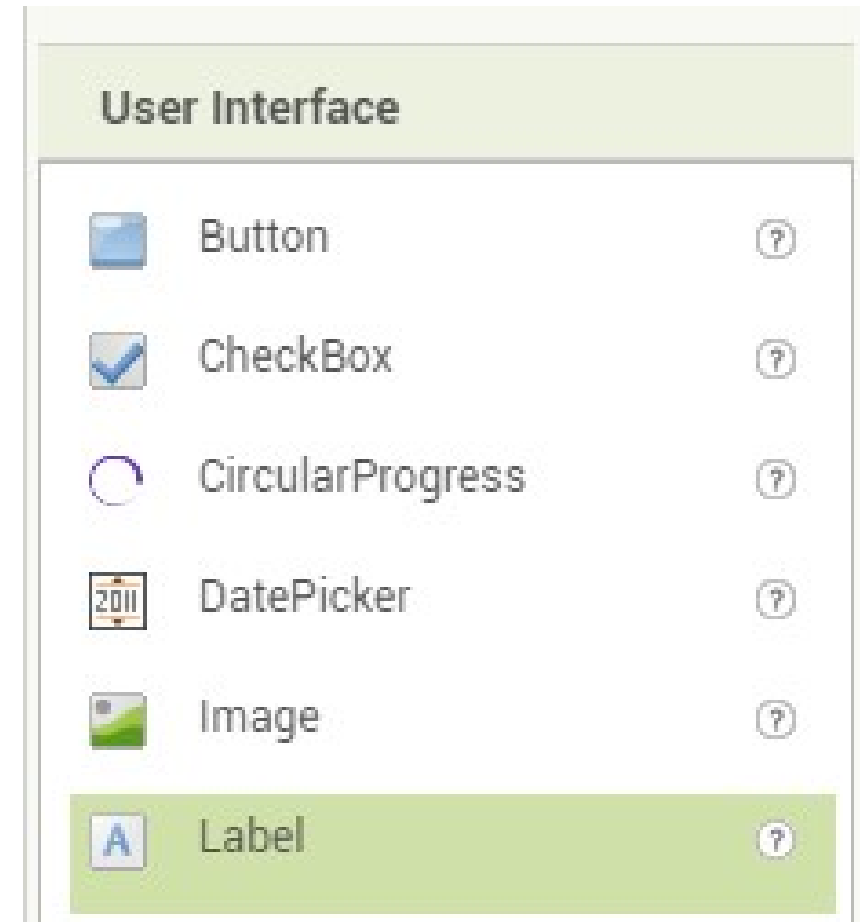 User Interface
Button ?
CheckBox ?
CircularProgress ?
2011 DatePicker ?
Image ?
A Label ?